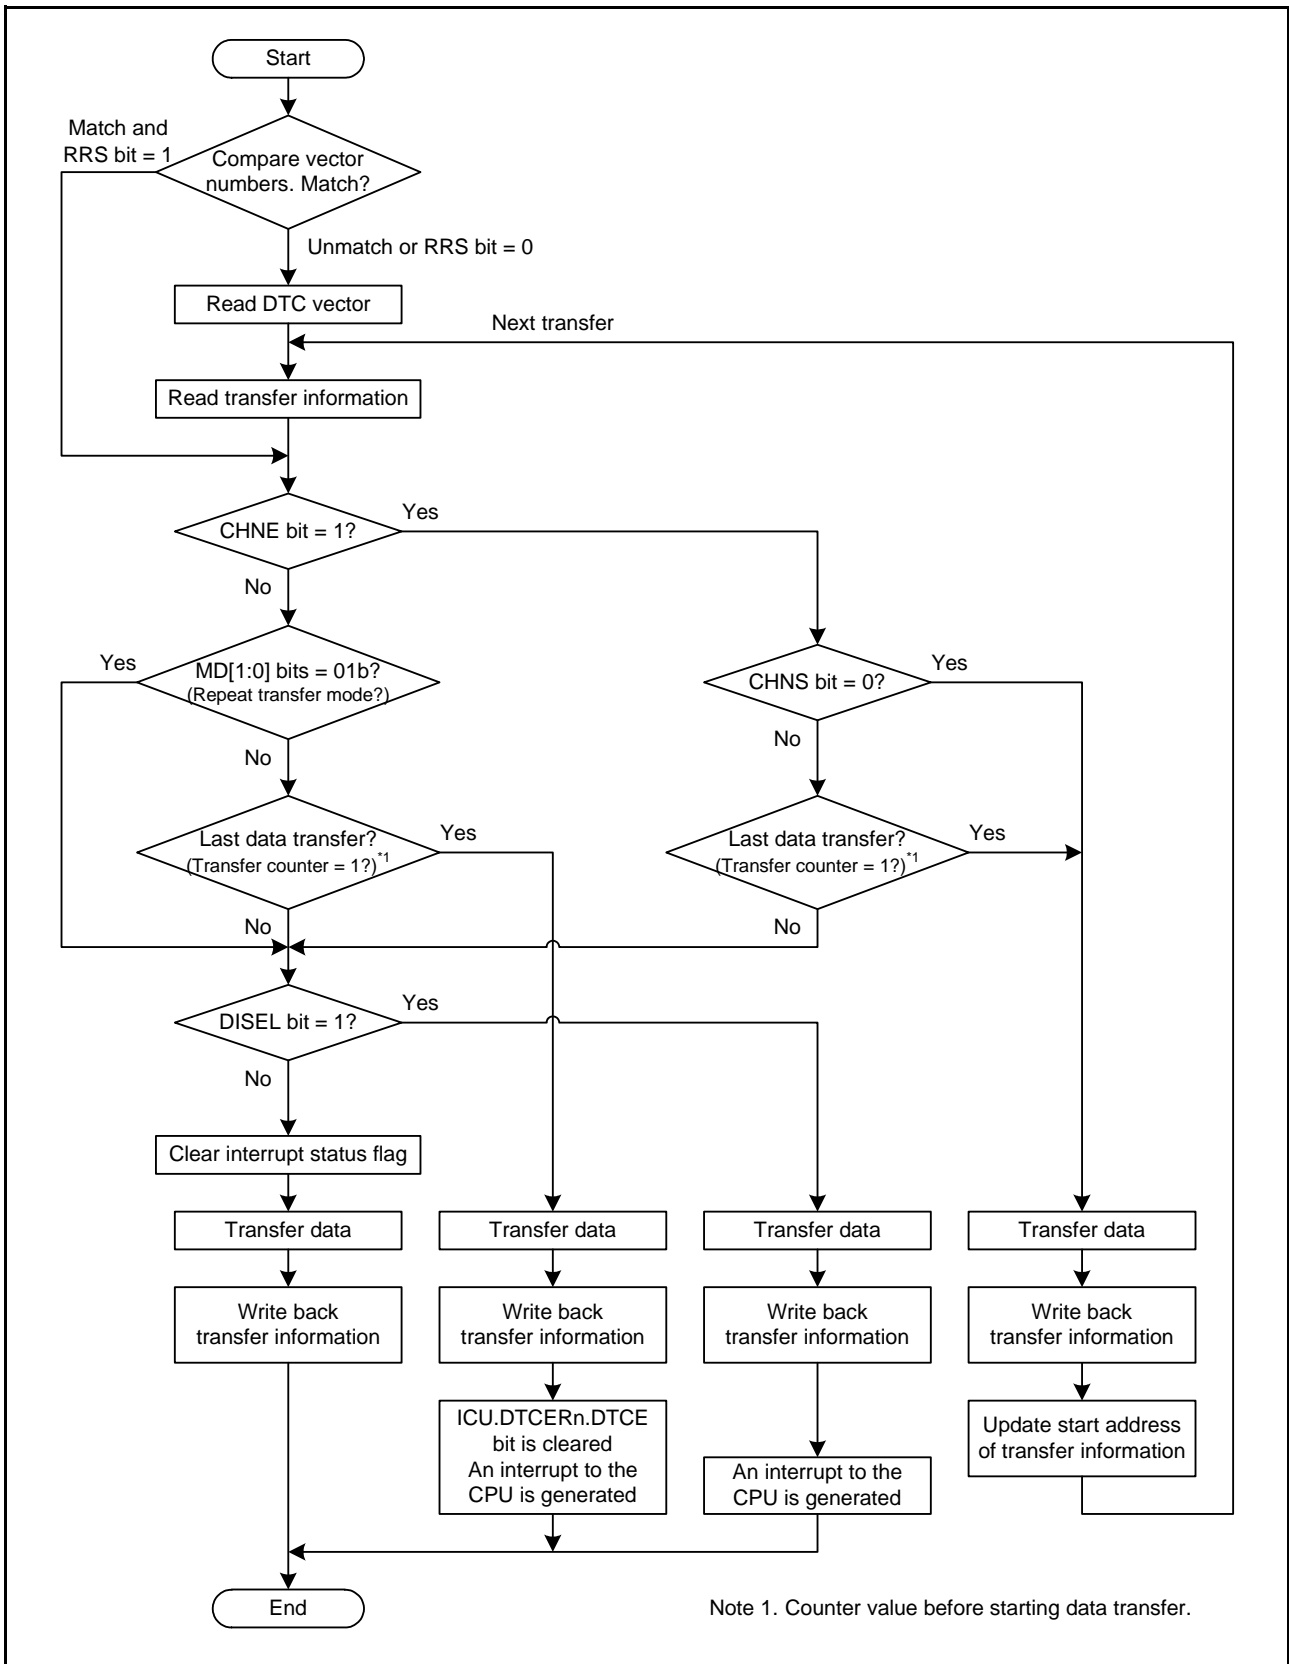 Start
Match and
RRS bit = 1
Compare vector
numbers. Match?
Unmatch or RRS bit = 0
Read DTC vector
Next transfer
Read transfer information
CHNE bit = 1?
Yes
No
Yes
MD[1:0] bits = 01b?
(Repeat transfer mode?)
CHNS bit = 0?
Yes
No
No
Last data transfer?
(Transfer counter = 1?)*1
Yes
Last data transfer?
(Transfer counter = 1?)*1
Yes
No
No
DISEL bit = 1?
Yes
No
Clear interrupt status flag
Transfer data
Transfer data
Transfer data
Transfer data
Write back
transfer information
Write back
transfer information
Write back
transfer information
Write back
transfer information
ICU.DTCERn.DTCE
bit is cleared
An interrupt to the
CPU is generated
An interrupt to the
CPU is generated
Update start address
of transfer information
End
Note 1. Counter value before starting data transfer.